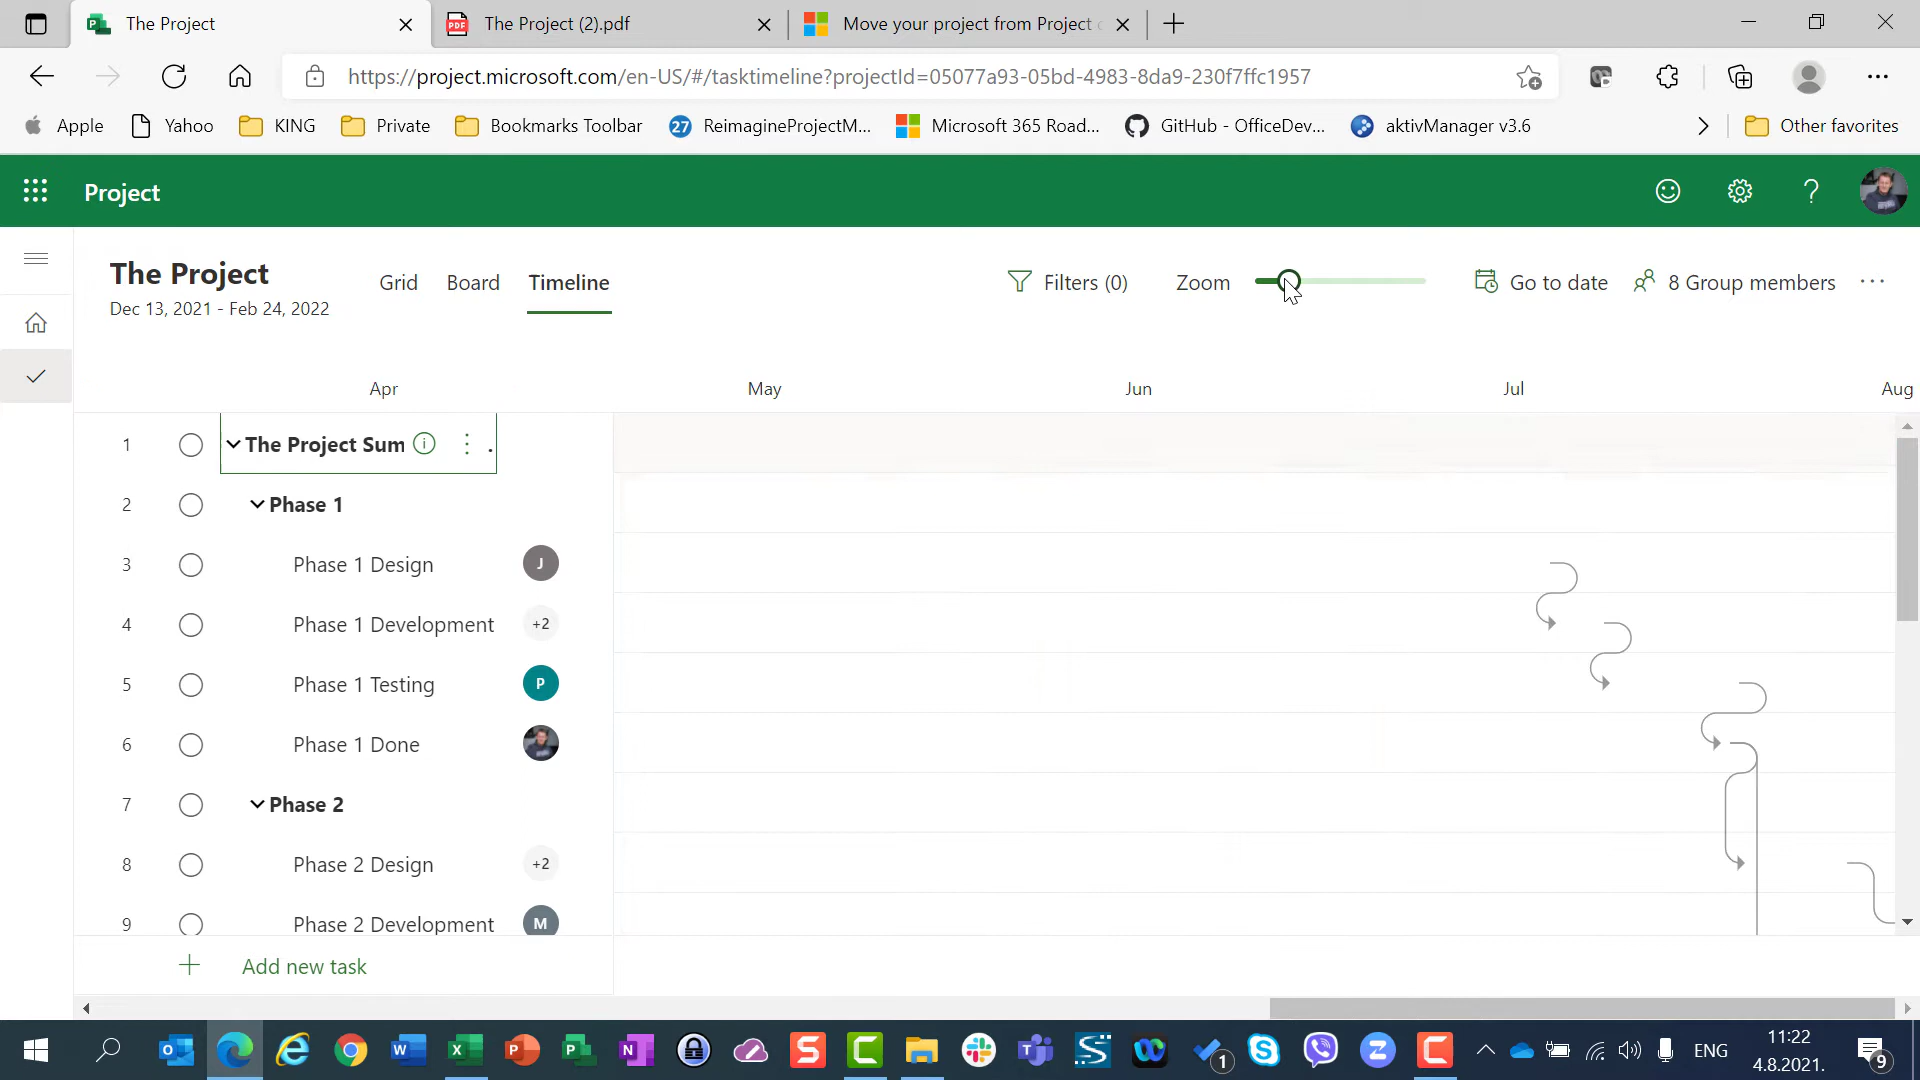 The Project
The Project (2).pdf
Move your project from Project
https://project.microsoft.com/en-US/#/tasktimeline?projectId=05077a93-05bd-4983-8da9-230f7ffc1957
Apple
Yahoo
KING
Private
Bookmarks Toolbar
27
ReimagineProjectM...
Microsoft 365 Road...
GitHub - OfficeDev...
aktivManager v3.6
Other favorites
Project
The Project
Dec 13, 2021 - Feb 24, 2022
Grid
Board
Timeline
Filters (0)
Zoom
Go to date
8 Group members
Apr
May
Jun
Jul
Aug
1
The Project Sum
2
Phase 1
3
Phase 1 Design
J
4
Phase 1 Development
+2
5
Phase 1 Testing
P
6
Phase 1 Done
7
Phase 2
8
Phase 2 Design
+2
9
Phase 2 Development
M
Add new task
1
ENG
11:22
4.8.2021.
9